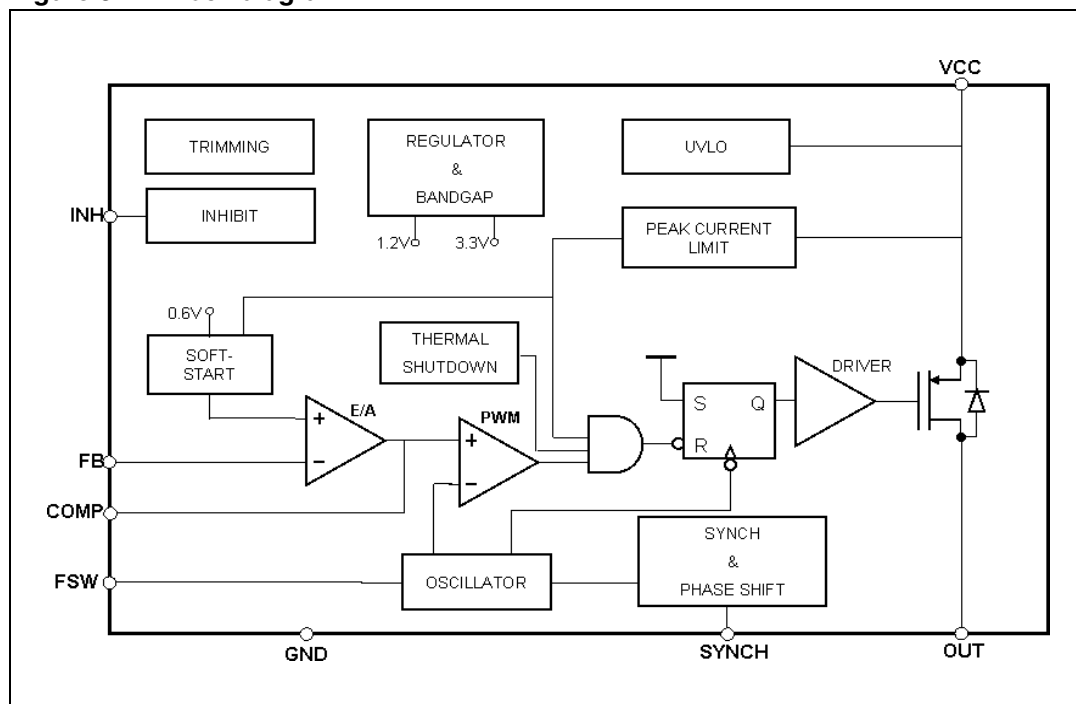 VCC
TRIMMING
REGULATOR
&
BANDGAP
UVLO
INH
INHIBIT
1.2V
3.3V
PEAK CURRENT
LIMIT
0.6V
SOFT-
START
THERMAL
SHUTDOWN
DRIVER
E/A
+
−
PWM
+
−
S
Q
R
FB
COMP
FSW
OSCILLATOR
SYNCH
&
PHASE SHIFT
GND
SYNCH
OUT